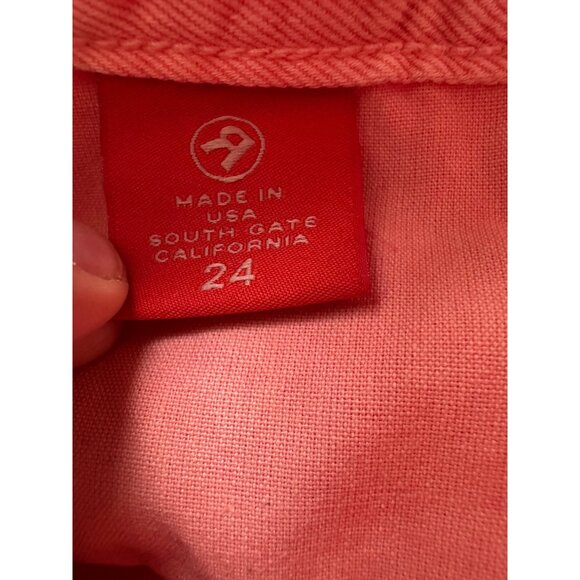 MADE IN
USA
SOUTH GATE
CALIFORNIA
24